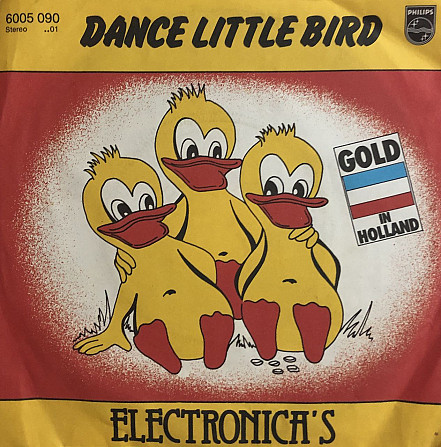 6005 090
Stereo ..01
DANCE LITTLE BIRD
PHILIPS
GOLD
IN
HOLLAND
ELECTRONICA'S